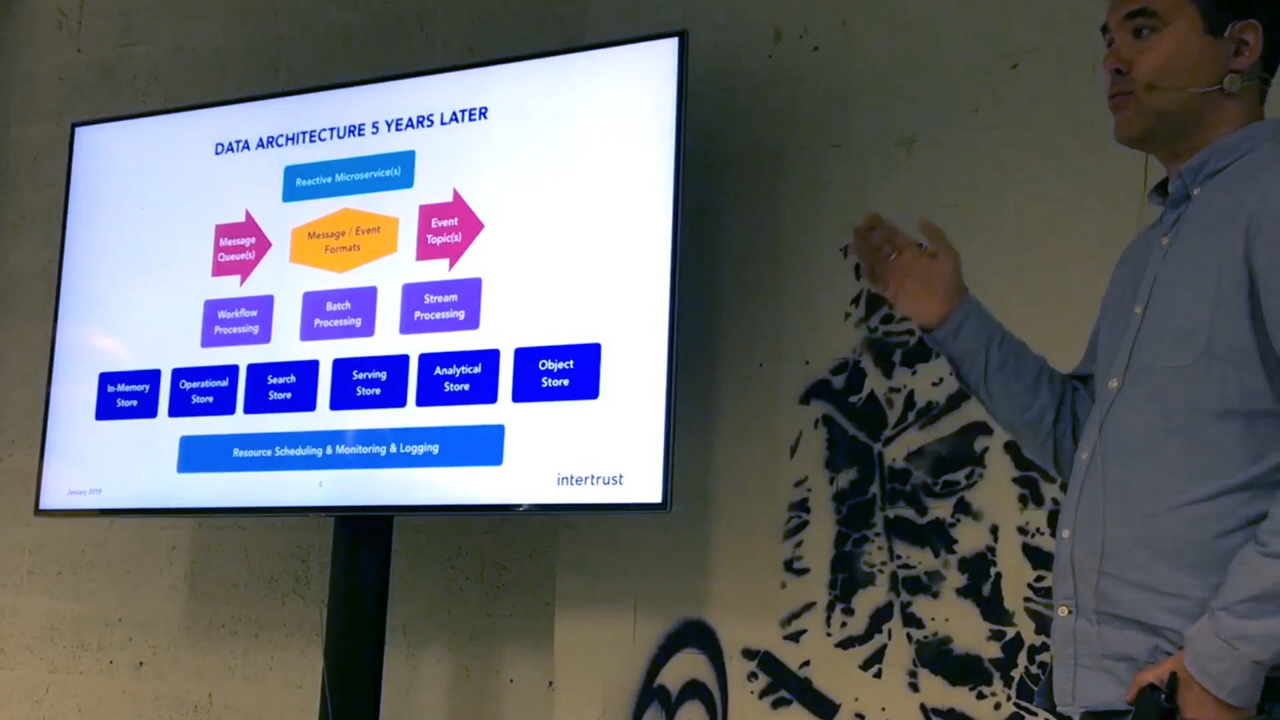 DATA ARCHITECTURE 5 YEARS LATER
Reactive Microservice(s)
Message
Queue(s)
Message / Event
Formats
Event
Topic(s)
Workflow
Processing
Batch
Processing
Stream
Processing
In-Memory
Store
Operational
Store
Search
Store
Serving
Store
Analytical
Store
Object
Store
Resource Scheduling & Monitoring & Logging
January 2019
4
intertrust